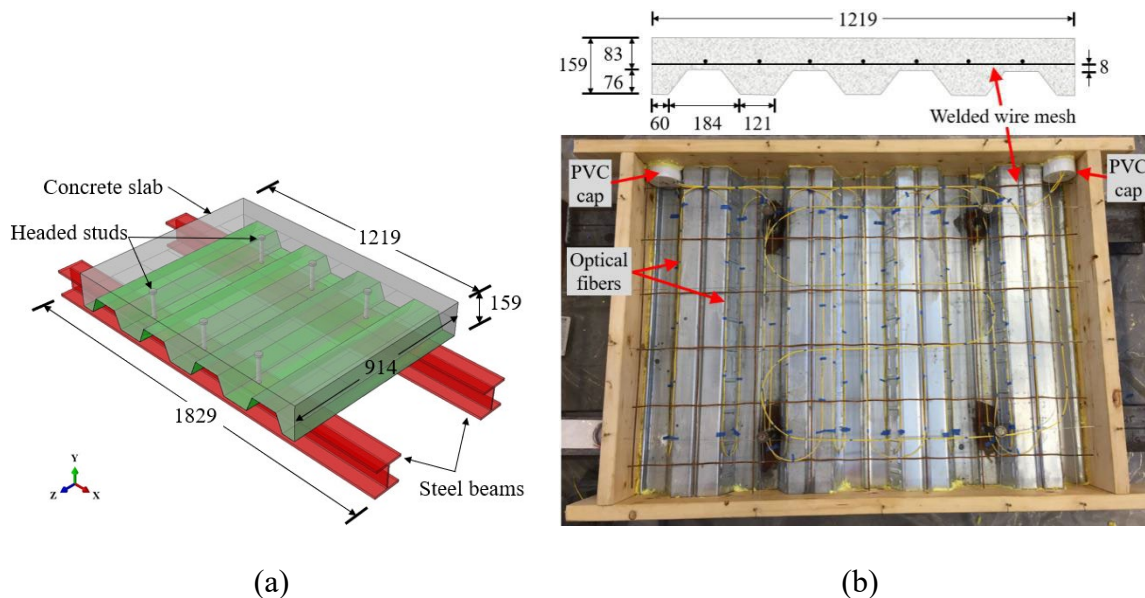 Concrete slab
Headed studs
1219
159
914
1829
Steel beams
Y
Z
X
(a)
1219
159
83
76
8
60
184
121
Welded wire mesh
PVC
cap
PVC
cap
Optical
fibers
(b)